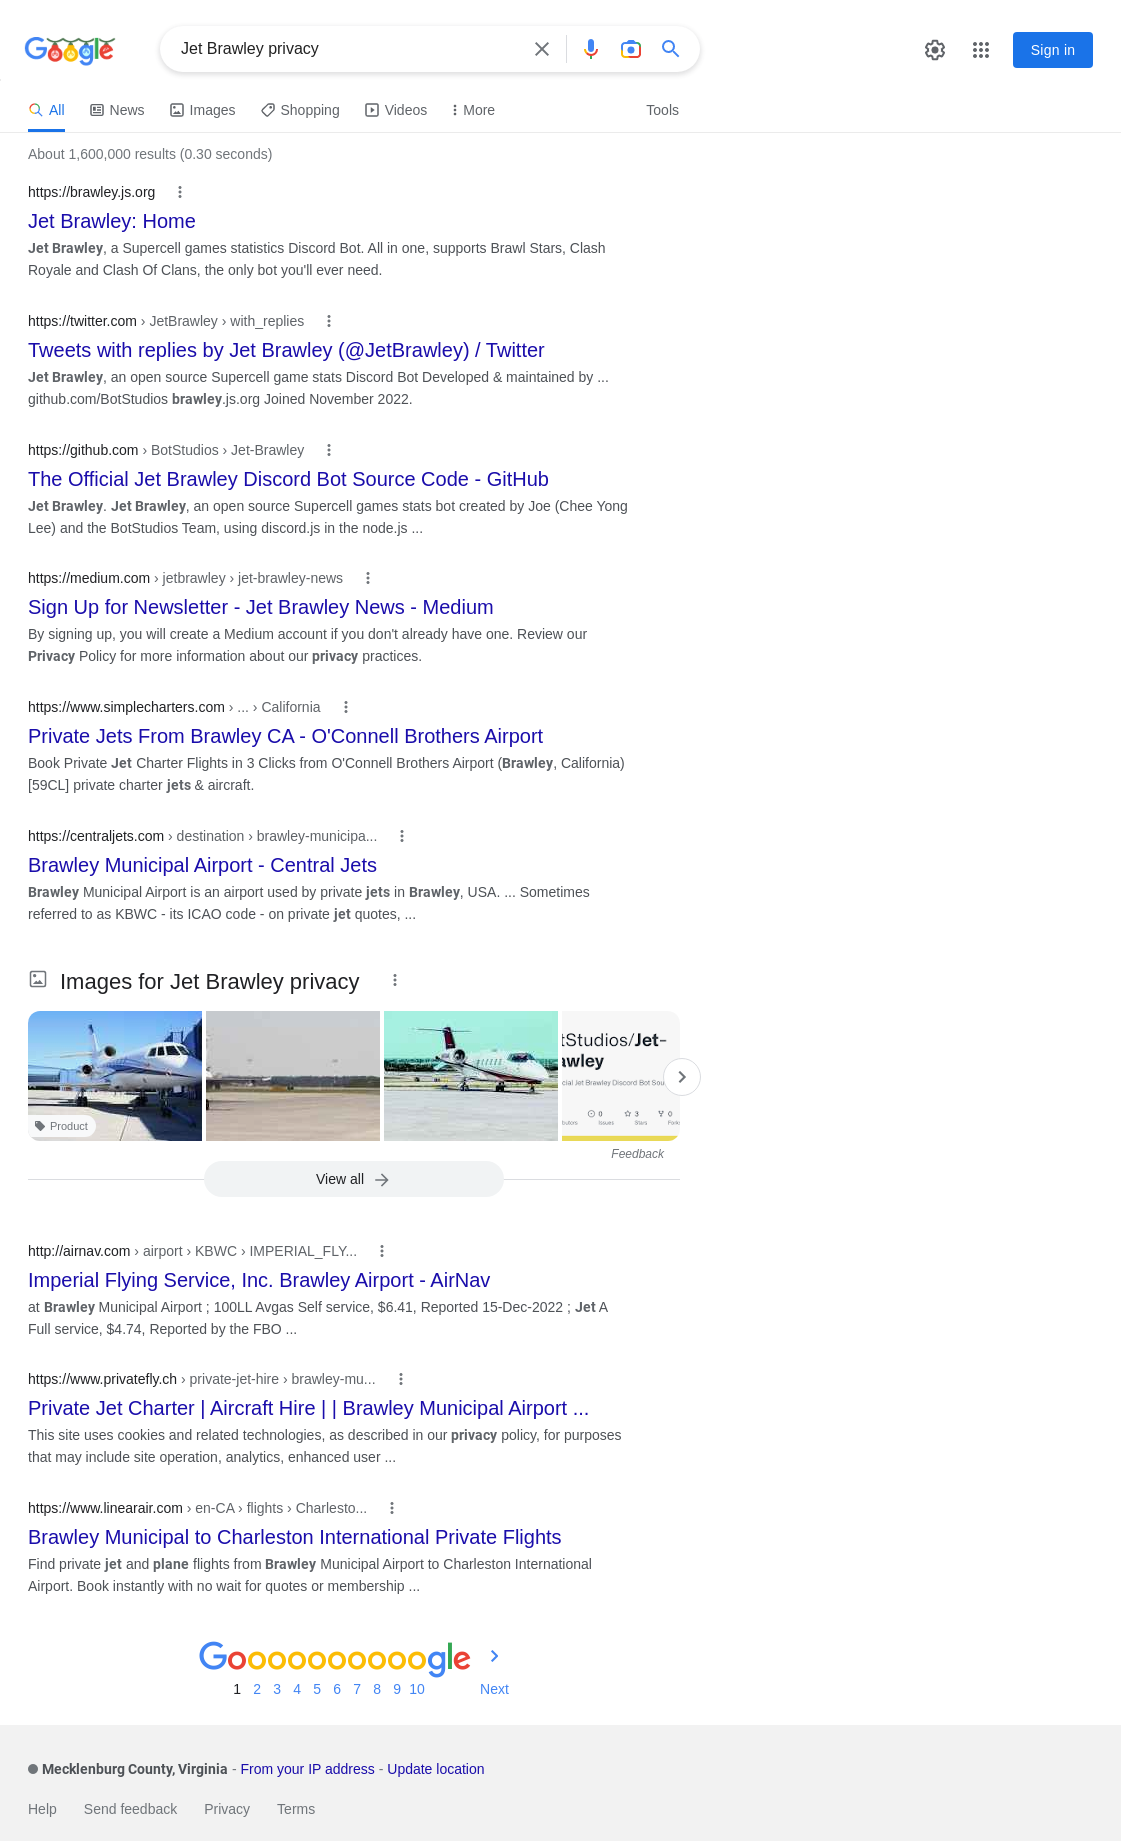 Google
Jet Brawley privacy
Sign in
All
News
Images
Shopping
Videos
More
Tools
About 1,600,000 results (0.30 seconds)
https://brawley.js.org
Jet Brawley: Home
Jet Brawley, a Supercell games statistics Discord Bot. All in one, supports Brawl Stars, Clash
Royale and Clash Of Clans, the only bot you'll ever need.
https://twitter.com › JetBrawley › with_replies
Tweets with replies by Jet Brawley (@JetBrawley) / Twitter
Jet Brawley, an open source Supercell game stats Discord Bot Developed & maintained by ...
github.com/BotStudios brawley.js.org Joined November 2022.
https://github.com › BotStudios › Jet-Brawley
The Official Jet Brawley Discord Bot Source Code - GitHub
Jet Brawley. Jet Brawley, an open source Supercell games stats bot created by Joe (Chee Yong
Lee) and the BotStudios Team, using discord.js in the node.js ...
https://medium.com › jetbrawley › jet-brawley-news
Sign Up for Newsletter - Jet Brawley News - Medium
By signing up, you will create a Medium account if you don't already have one. Review our
Privacy Policy for more information about our privacy practices.
https://www.simplecharters.com › ... › California
Private Jets From Brawley CA - O'Connell Brothers Airport
Book Private Jet Charter Flights in 3 Clicks from O'Connell Brothers Airport (Brawley, California)
[59CL] private charter jets & aircraft.
https://centraljets.com › destination › brawley-municipa...
Brawley Municipal Airport - Central Jets
Brawley Municipal Airport is an airport used by private jets in Brawley, USA. ... Sometimes
referred to as KBWC - its ICAO code - on private jet quotes, ...
Images for Jet Brawley privacy
tStudios/Jet-
awley
cial Jet Brawley Discord Bot Sou
0
3
0
Issues
Stars
Product
Feedback
View all
http://airnav.com › airport › KBWC › IMPERIAL_FLY...
Imperial Flying Service, Inc. Brawley Airport - AirNav
at Brawley Municipal Airport ; 100LL Avgas Self service, $6.41, Reported 15-Dec-2022 ; Jet A
Full service, $4.74, Reported by the FBO ...
https://www.privatefly.ch › private-jet-hire › brawley-mu...
Private Jet Charter | Aircraft Hire | | Brawley Municipal Airport ...
This site uses cookies and related technologies, as described in our privacy policy, for purposes
that may include site operation, analytics, enhanced user ...
https://www.linearair.com › en-CA › flights › Charlesto...
Brawley Municipal to Charleston International Private Flights
Find private jet and plane flights from Brawley Municipal Airport to Charleston International
Airport. Book instantly with no wait for quotes or membership ...
Goooooooooogle
1 2 3 4 5 6 7 8 9 10 Next
Mecklenburg County, Virginia - From your IP address - Update location
Help Send feedback Privacy Terms